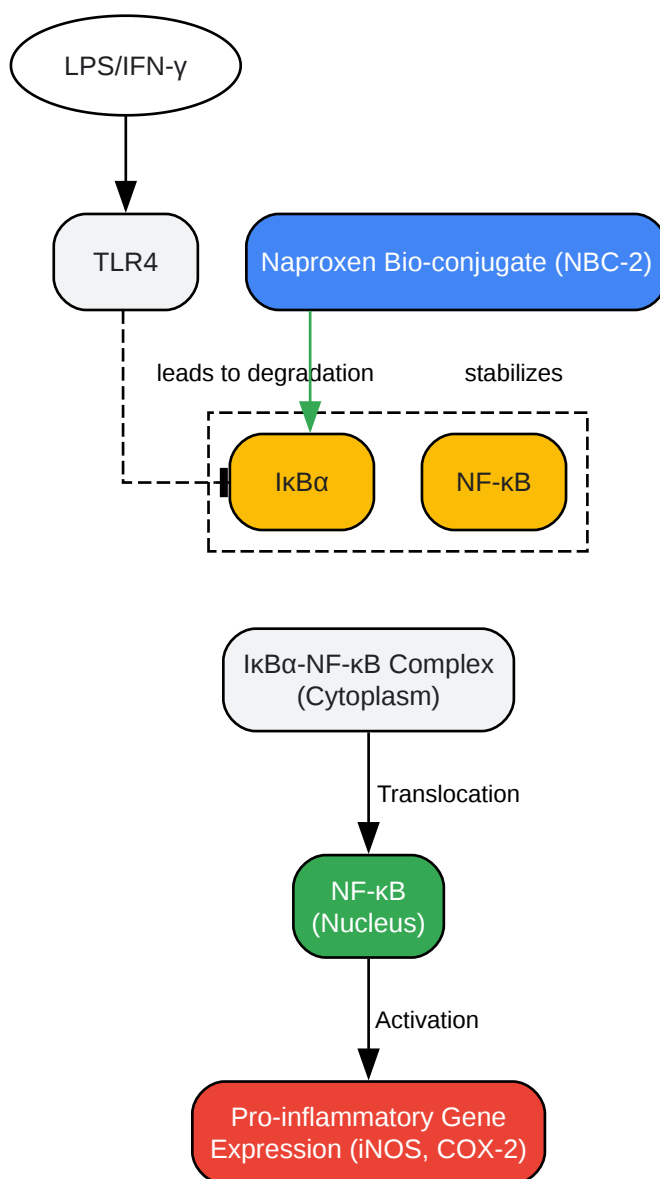 LPS/IFN-γ
TLR4
Naproxen Bio-conjugate (NBC-2)
leads to degradation
stabilizes
IκBα
NF-κB
IκBα-NF-κB Complex
(Cytoplasm)
Translocation
NF-κB
(Nucleus)
Activation
Pro-inflammatory Gene
Expression (iNOS, COX-2)